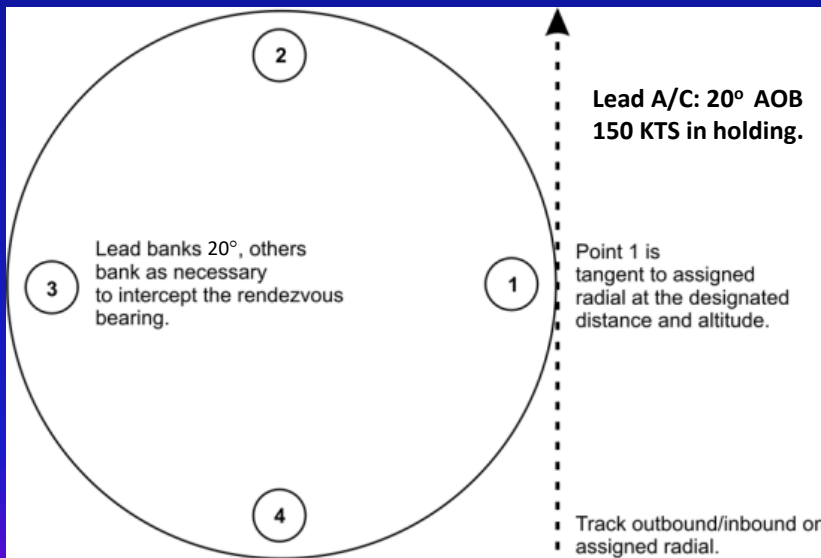 2
Lead A/C: 20° AOB
150 KTS in holding.
Lead banks 20°, others
bank as necessary
to intercept the rendezvous
bearing.
3
1
Point 1 is
tangent to assigned
radial at the designated
distance and altitude.
4
Track outbound/inbound on
assigned radial.